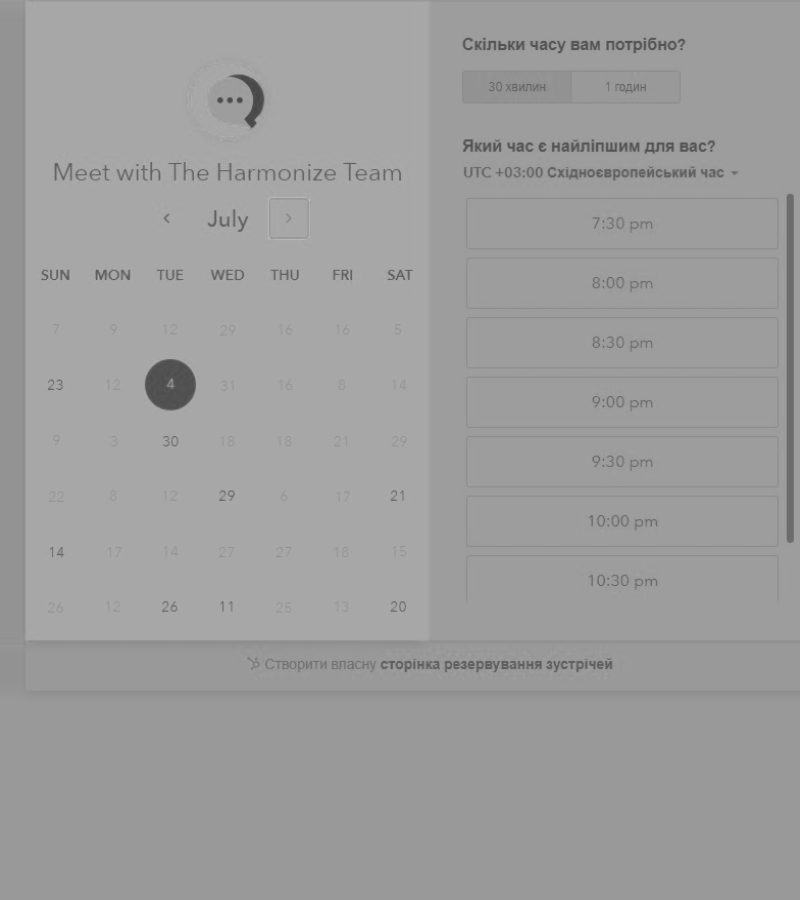 Meet with The Harmonize Team
July
SUN MON TUE WED THU FRI SAT
7 9 12 29 16 16 5
23 12 4 31 16 8 14
9 3 30 18 18 21 29
22 8 12 29 6 17 21
14 17 14 27 27 18 15
26 12 26 11 25 13 20
Скільки часу вам потрібно?
30 хвилин 1 годин
Який час є найліпшим для вас?
UTC +03:00 Східноєвропейський час
7:30 pm
8:00 pm
8:30 pm
9:00 pm
9:30 pm
10:00 pm
10:30 pm
Створити власну сторінка резервування зустрічей